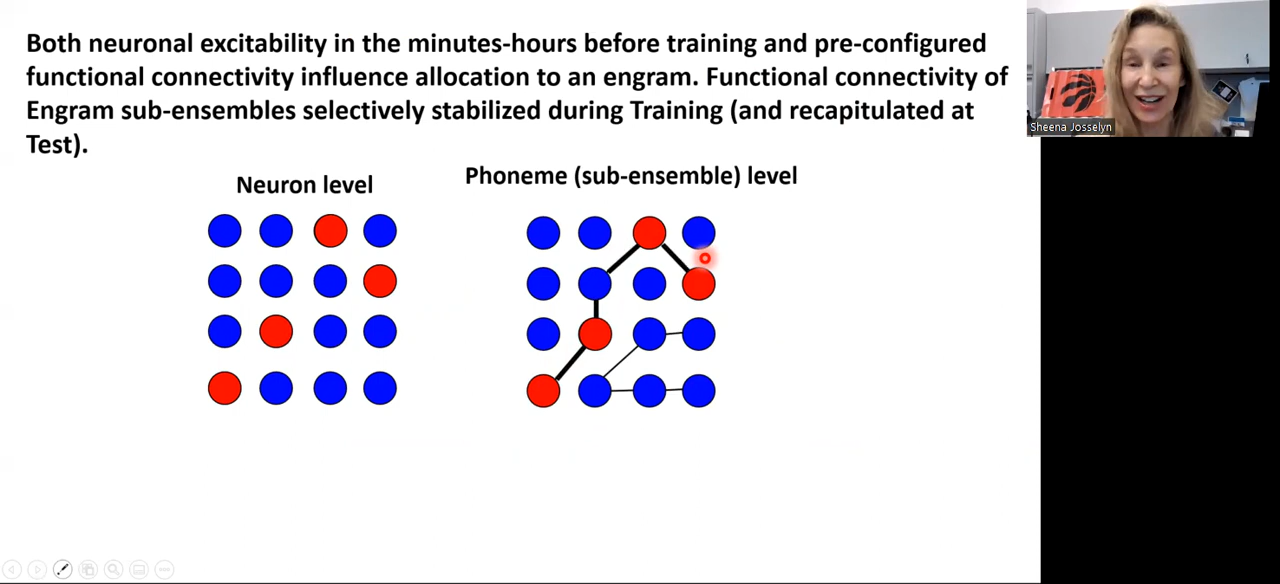 Both neuronal excitability in the minutes-hours before training and pre-configured
functional connectivity influence allocation to an engram. Functional connectivity of
Engram sub-ensembles selectively stabilized during Training (and recapitulated at
Test).
Neuron level
Phoneme (sub-ensemble) level
Sheena Josselyn